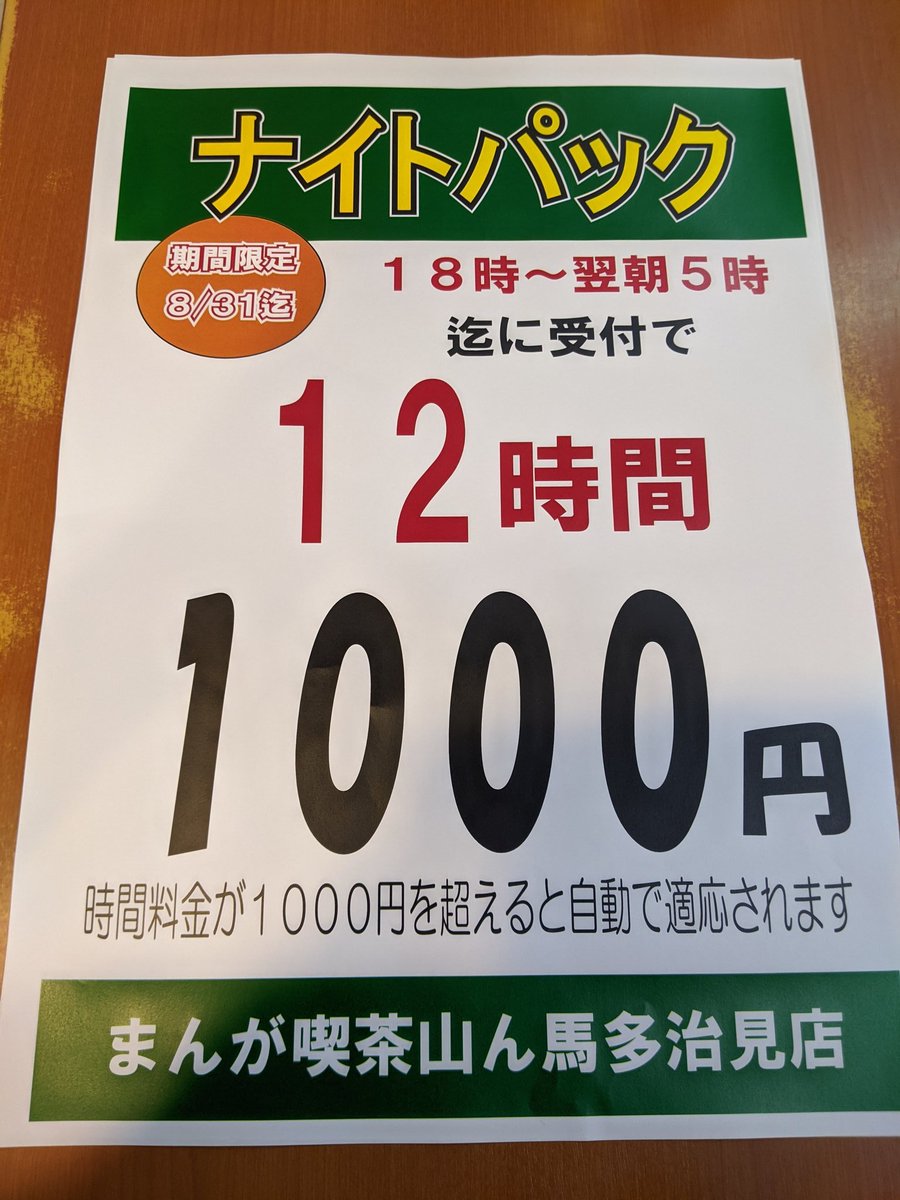 ナイトパック
期間限定
8/31迄
18時～翌朝5時
迄に受付で
12時間
1000円
時間料金が1000円を超えると自動で適応されます
まんが喫茶山ん馬多治見店